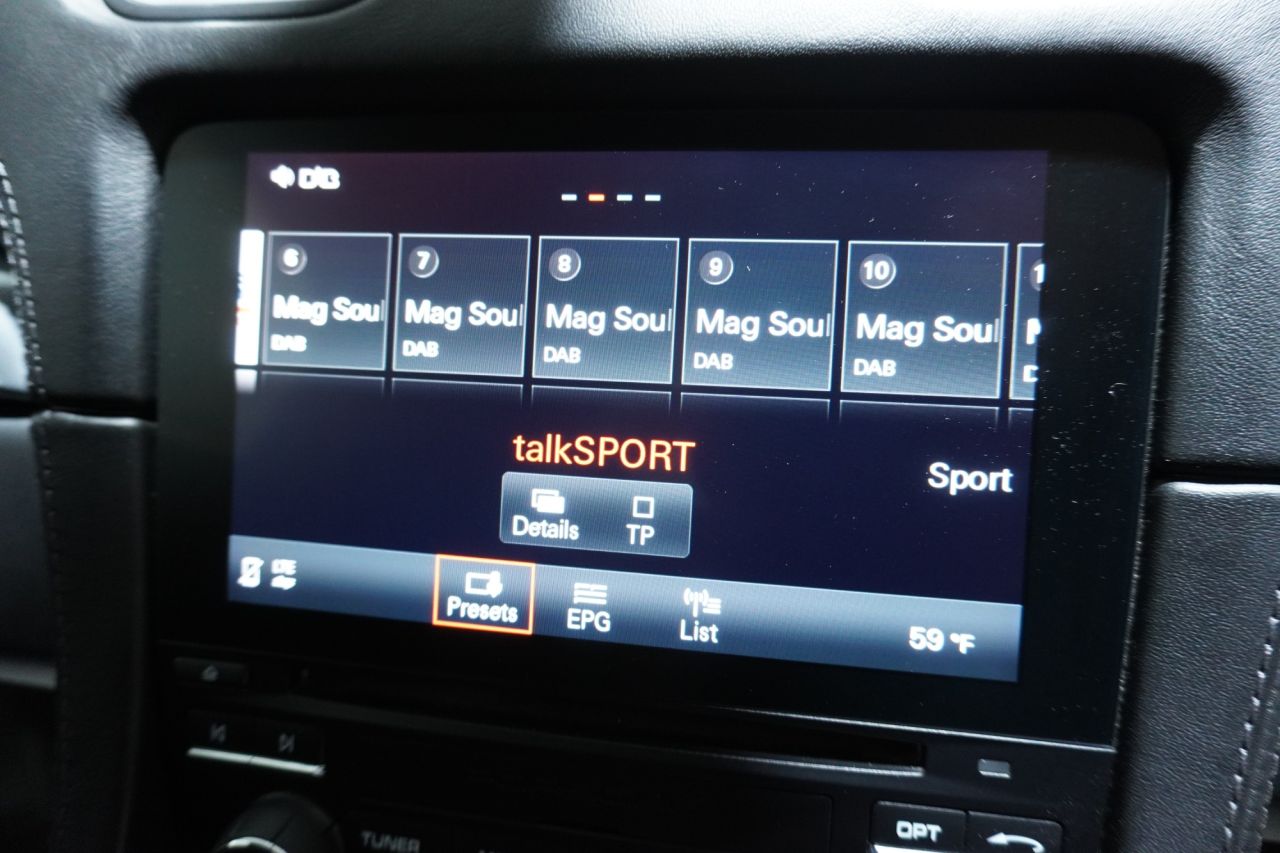 DAB
6
Mag Soul
DAB
7
Mag Soul
DAB
8
Mag Soul
DAB
9
Mag Soul
DAB
10
Mag Soul
DAB
talkSPORT
Sport
Details
TP
LTE
Presets
EPG
List
59 °F
TUNER
OPT